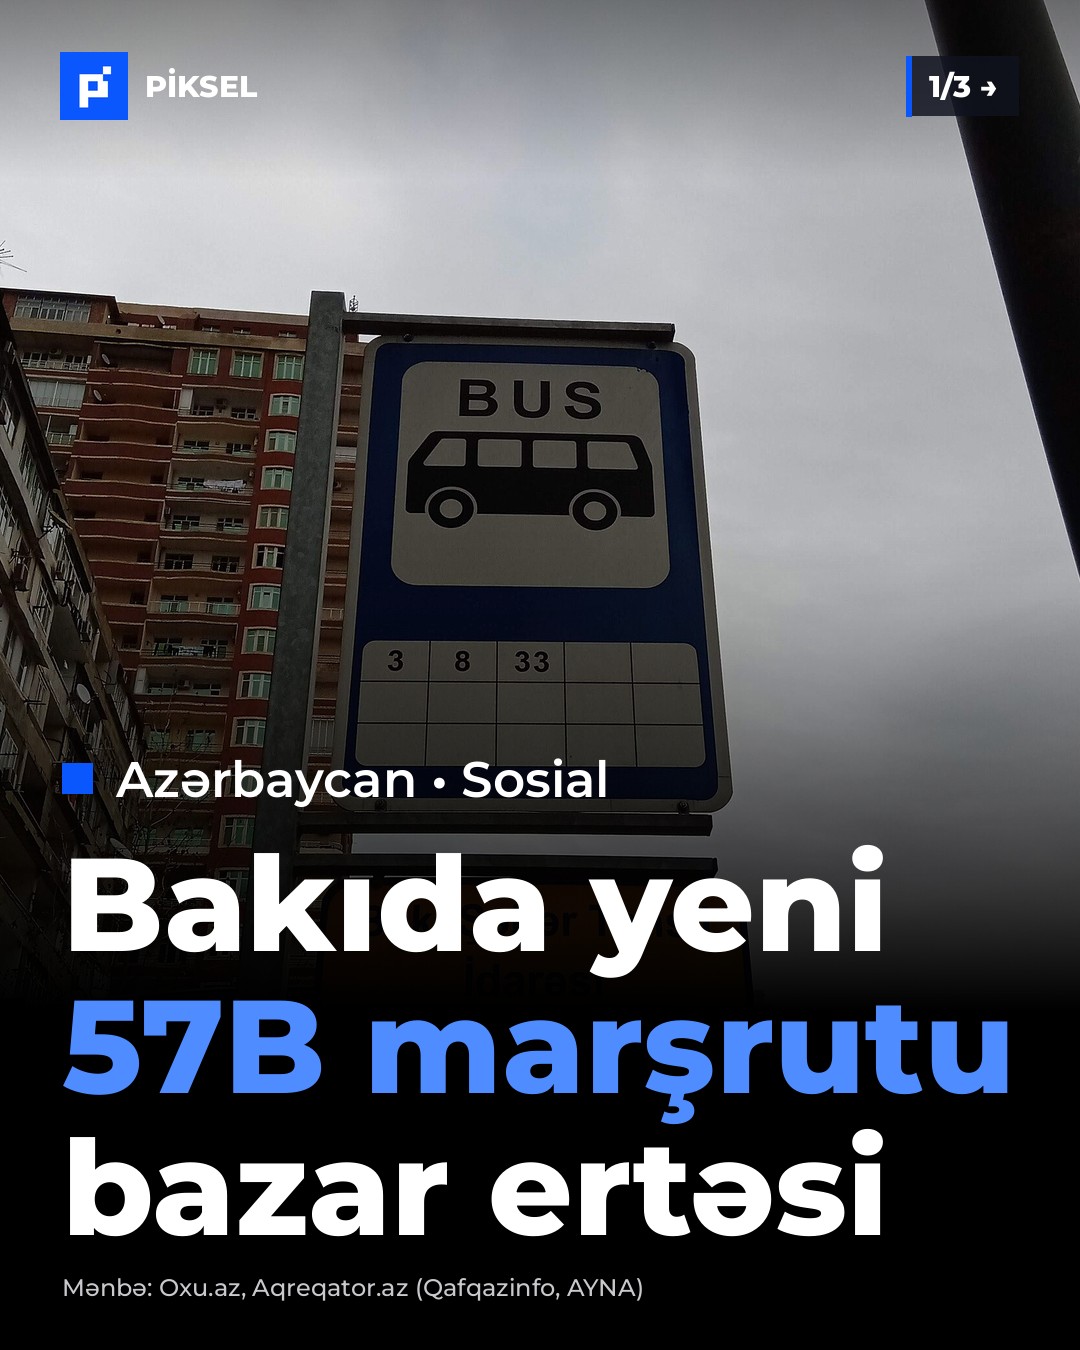 PİKSEL
1/3 →
BUS
3 8 33
Azərbaycan • Sosial
Bakıda yeni
57B marşrutu
bazar ertəsi
Mənbə: Oxu.az, Aqreqator.az (Qafqazinfo, AYNA)